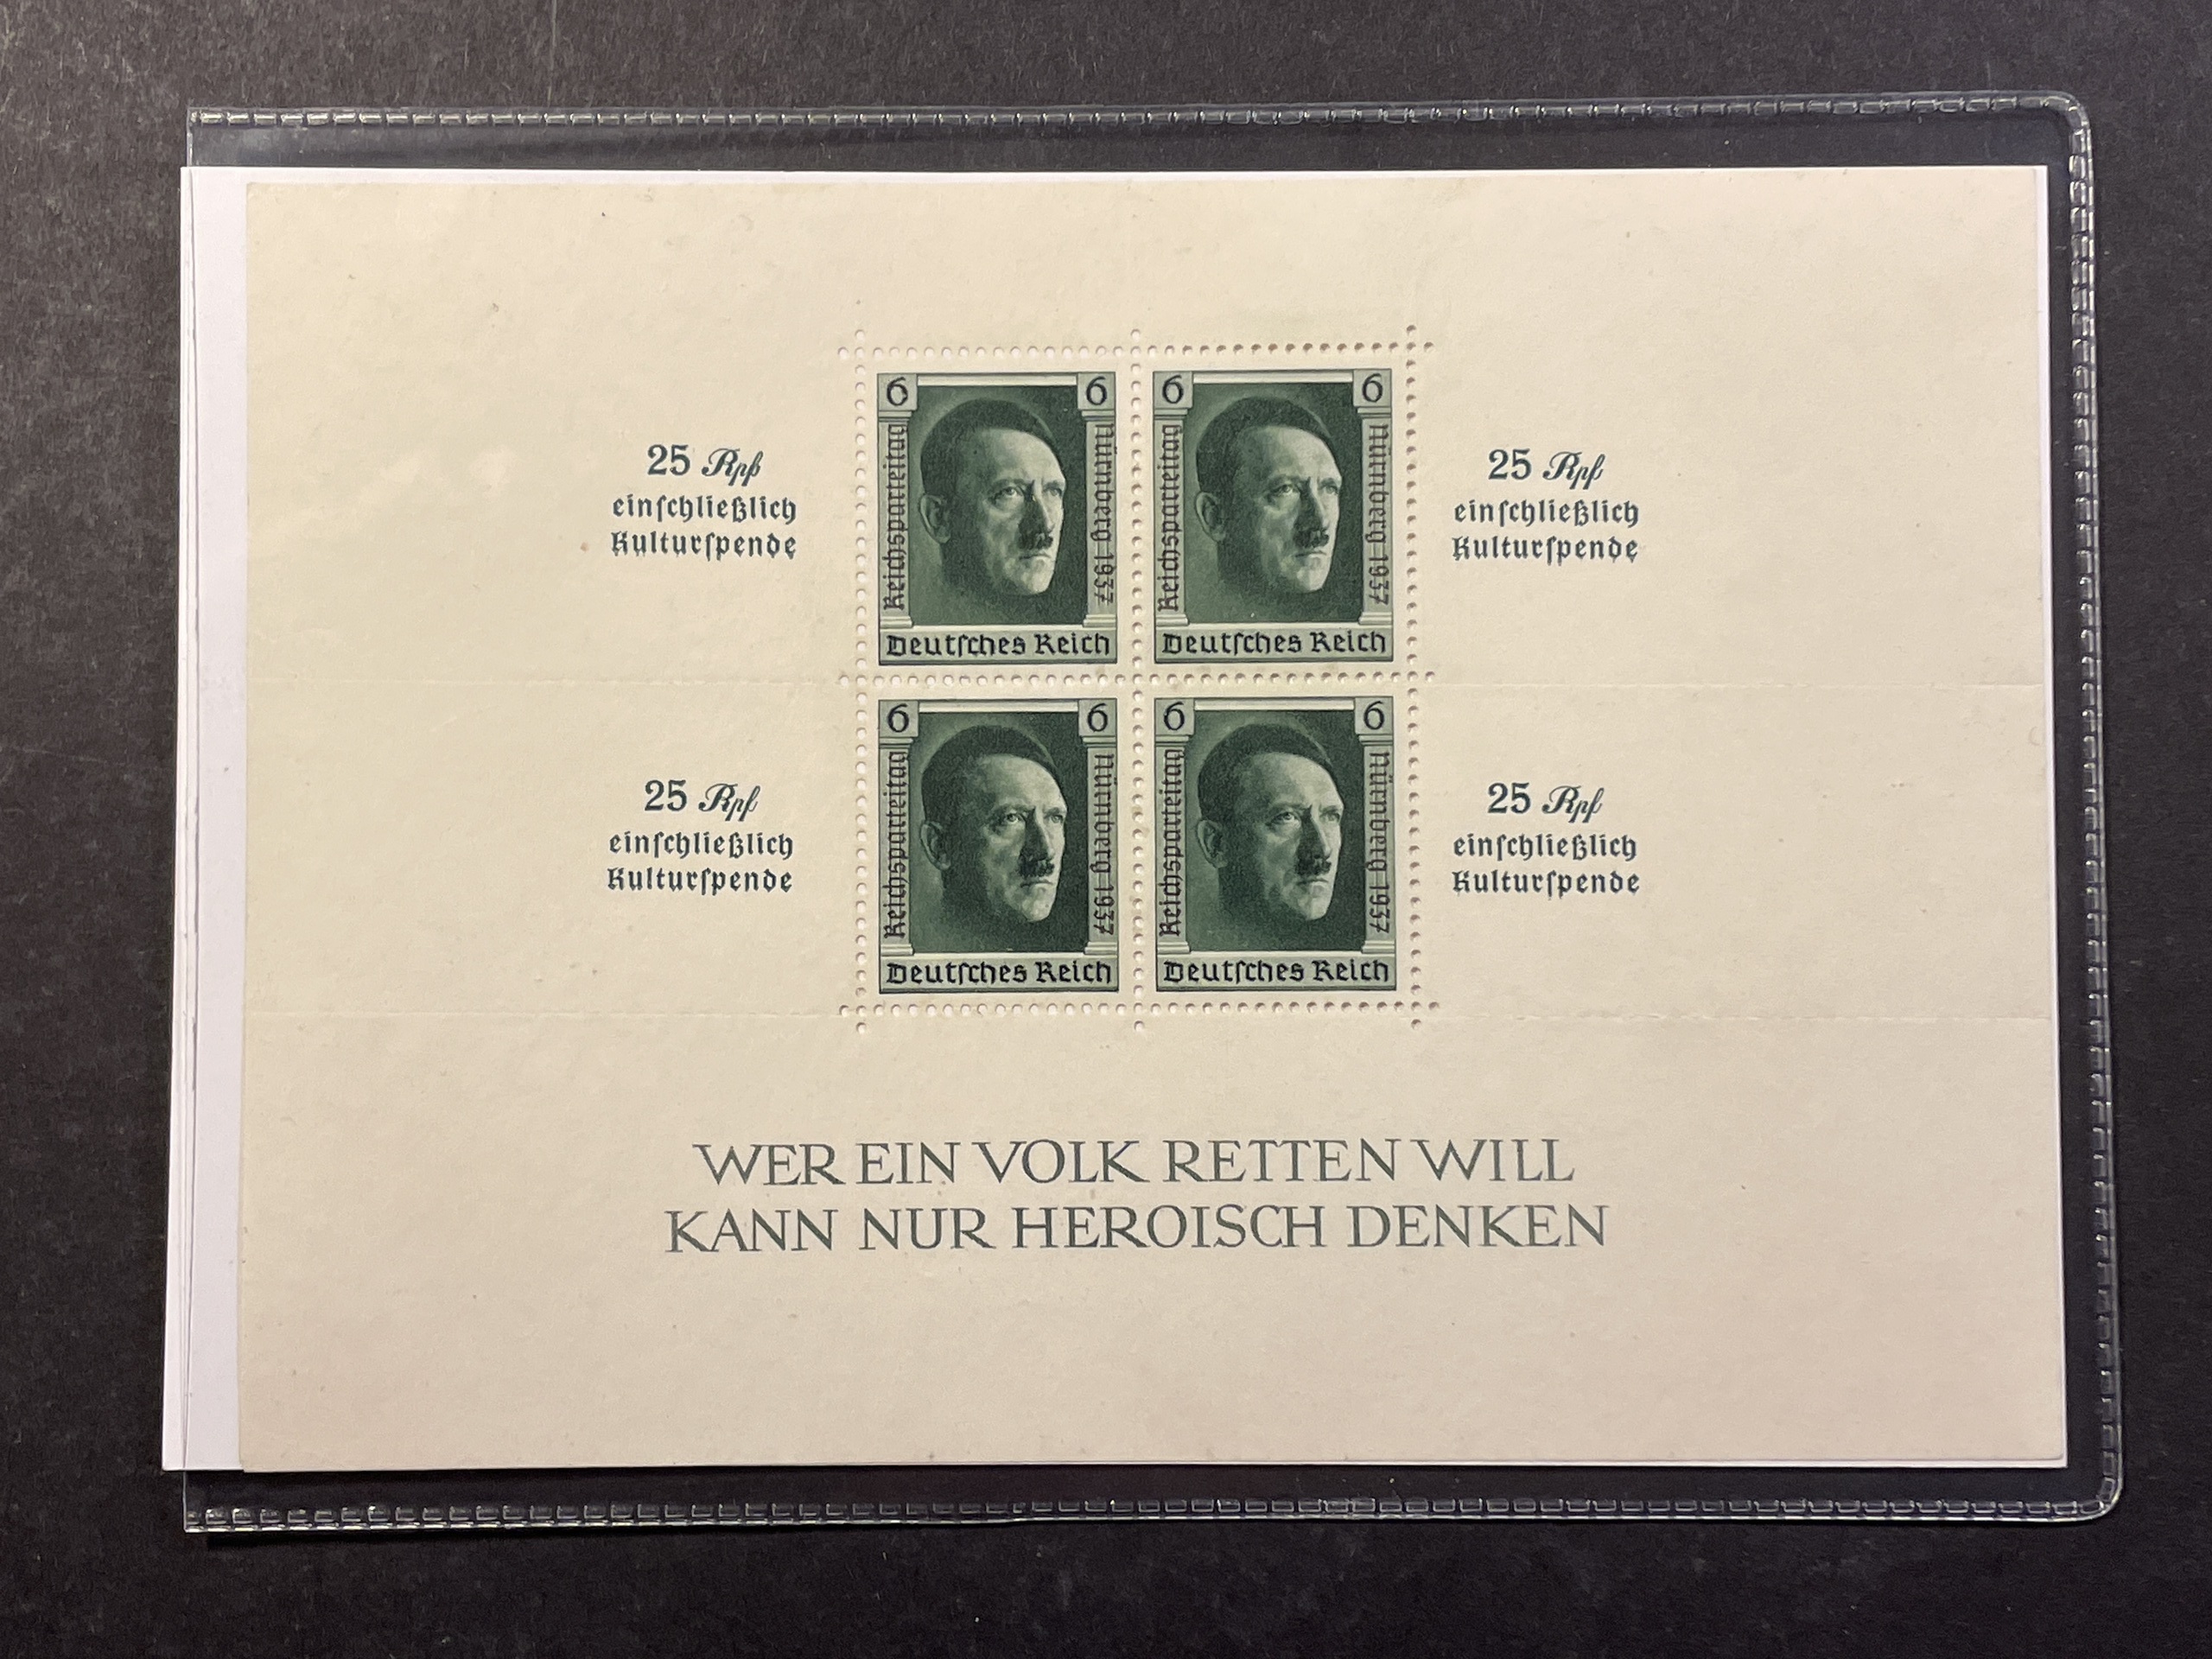 6 6 6 6
Reichsparteitag Nürnberg 1937 Reichsparteitag Nürnberg 1937
25 Rpf
einſchließlich
Kulturſpende
25 Rpf
einſchließlich
Kulturſpende
Deutſches Reich Deutſches Reich
6 6 6 6
Reichsparteitag Nürnberg 1937 Reichsparteitag Nürnberg 1937
25 Rpf
einſchließlich
Kulturſpende
25 Rpf
einſchließlich
Kulturſpende
Deutſches Reich Deutſches Reich
WER EIN VOLK RETTEN WILL
KANN NUR HEROISCH DENKEN